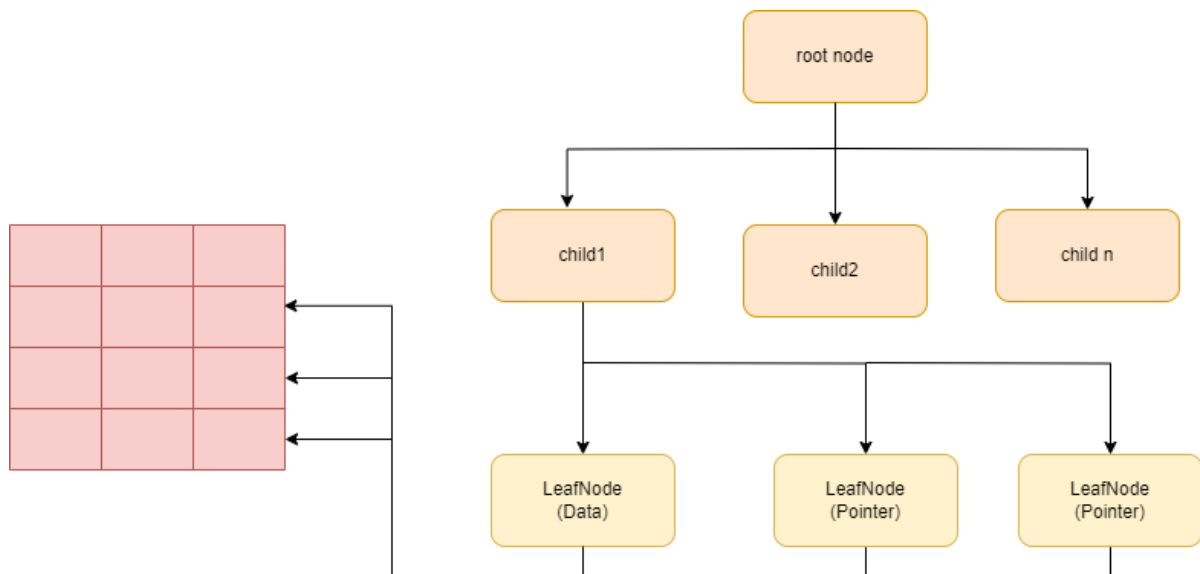 root node
child1
child2
child n
LeafNode
(Data)
LeafNode
(Pointer)
LeafNode
(Pointer)